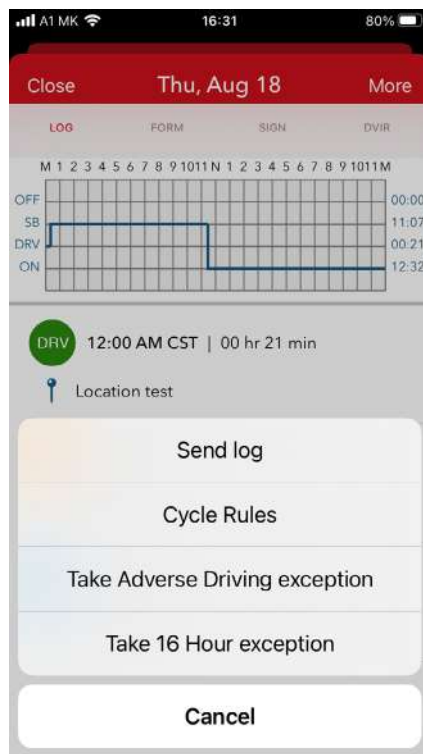 A1 MK 16:31 80%
Close Thu, Aug 18 More
LOG FORM SIGN DVIR
M 1 2 3 4 5 6 7 8 9 10 11 N 1 2 3 4 5 6 7 8 9 10 11 M
OFF 00:00
SB 11:07
DRV 00:21
ON 12:32
DRV 12:00 AM CST | 00 hr 21 min
Location test
Send log
Cycle Rules
Take Adverse Driving exception
Take 16 Hour exception
Cancel